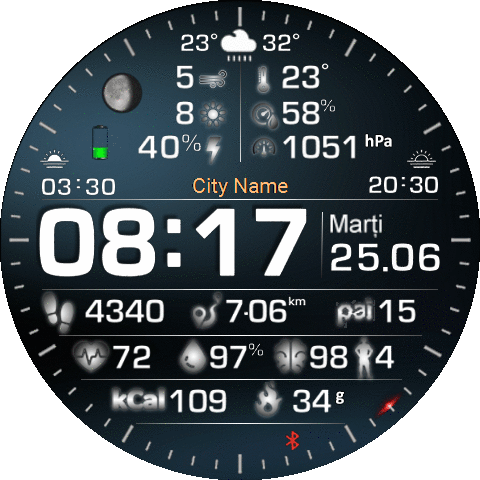 23° 32°
5 23°
8 58%
40% 1051 hPa
03:30 City Name 20:30
08:17 Marți
25.06
4340 7.06 km pai 15
72 97% 98 4
kCal 109 34 g